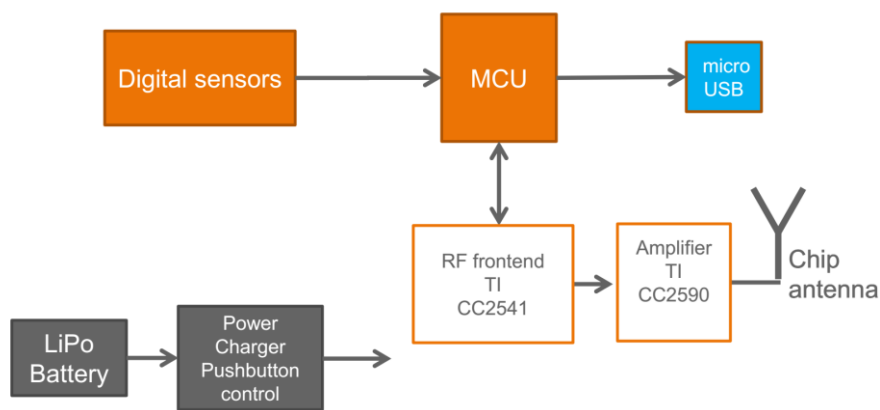 Digital sensors
MCU
micro
USB
RF frontend
TI
CC2541
Amplifier
TI
CC2590
Chip
antenna
LiPo
Battery
Power
Charger
Pushbutton
control